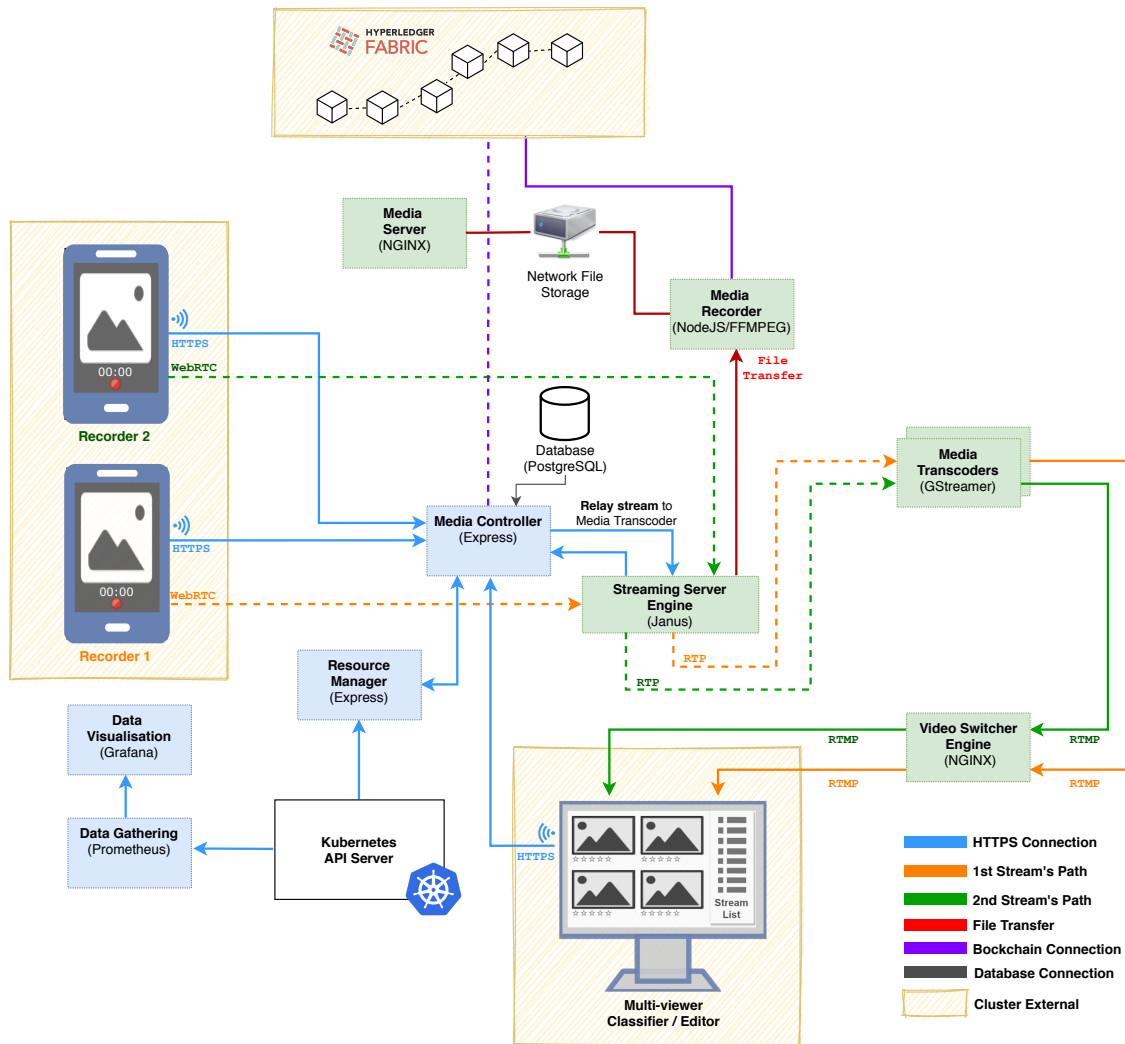 HYPERLEDGER
FABRIC
Media
Server
(NGINX)
Network File
Storage
Media
Recorder
(NodeJS/FFMPEG)
HTTPS
WebRTC
00:00
Recorder 2
File
Transfer
Database
(PostgreSQL)
Media
Transcoders
(GStreamer)
Relay stream to
Media Transcoder
Media Controller
(Express)
HTTPS
WebRTC
00:00
Recorder 1
Streaming Server
Engine
(Janus)
RTP
RTP
Resource
Manager
(Express)
Data
Visualisation
(Grafana)
Video Switcher
Engine
(NGINX)
RTMP
RTMP
RTMP
RTMP
Data Gathering
(Prometheus)
Kubernetes
API Server
HTTPS
Stream
List
Multi-viewer
Classifier / Editor
HTTPS Connection
1st Stream's Path
2nd Stream's Path
File Transfer
Bockchain Connection
Database Connection
Cluster External